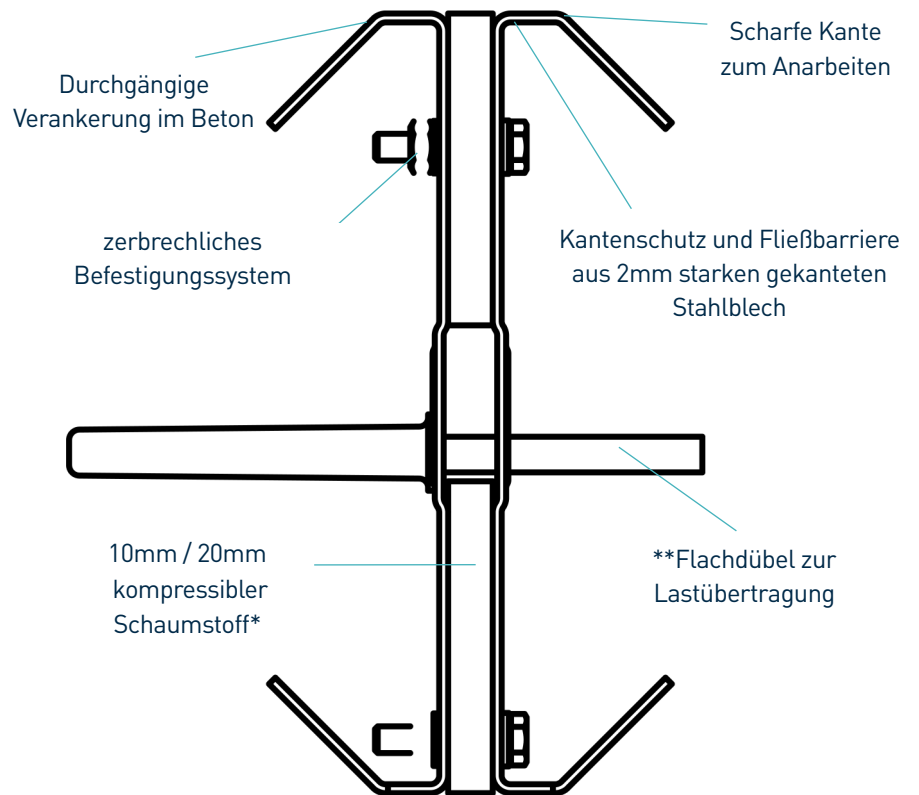 Durchgängige
Verankerung im Beton
Scharfe Kante
zum Anarbeiten
zerbrechliches
Befestigungssystem
Kantenschutz und Fließbarriere
aus 2mm starken gekanteten
Stahlblech
10mm / 20mm
kompressibler
Schaumstoff*
**Flachdübel zur
Lastübertragung